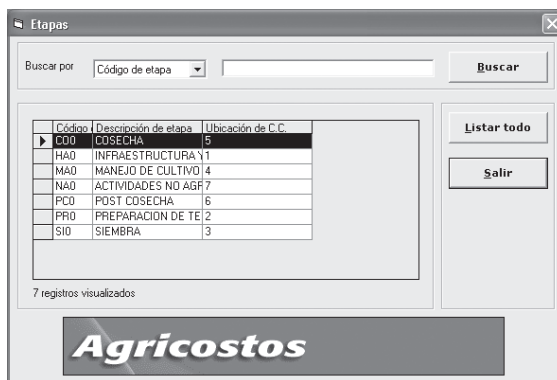 Etapas
Buscar por Código de etapa Buscar
Código Descripción de etapa Ubicación de C.C.
CO0 COSECHA 5
HA0 INFRAESTRUCTURA Y 1
MA0 MANEJO DE CULTIVO 4
NA0 ACTIVIDADES NO AGR 7
PC0 POST COSECHA 6
PR0 PREPARACION DE TE 2
SI0 SIEMBRA 3
7 registros visualizados
Listar todo
Salir
Agricostos